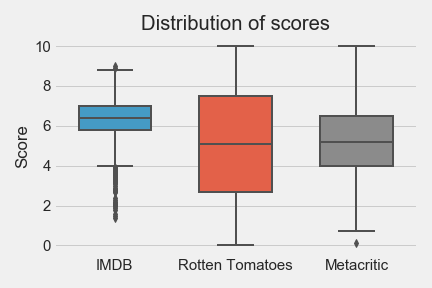 Distribution of scores
10
8
6
4
2
0
Score
IMDB Rotten Tomatoes Metacritic